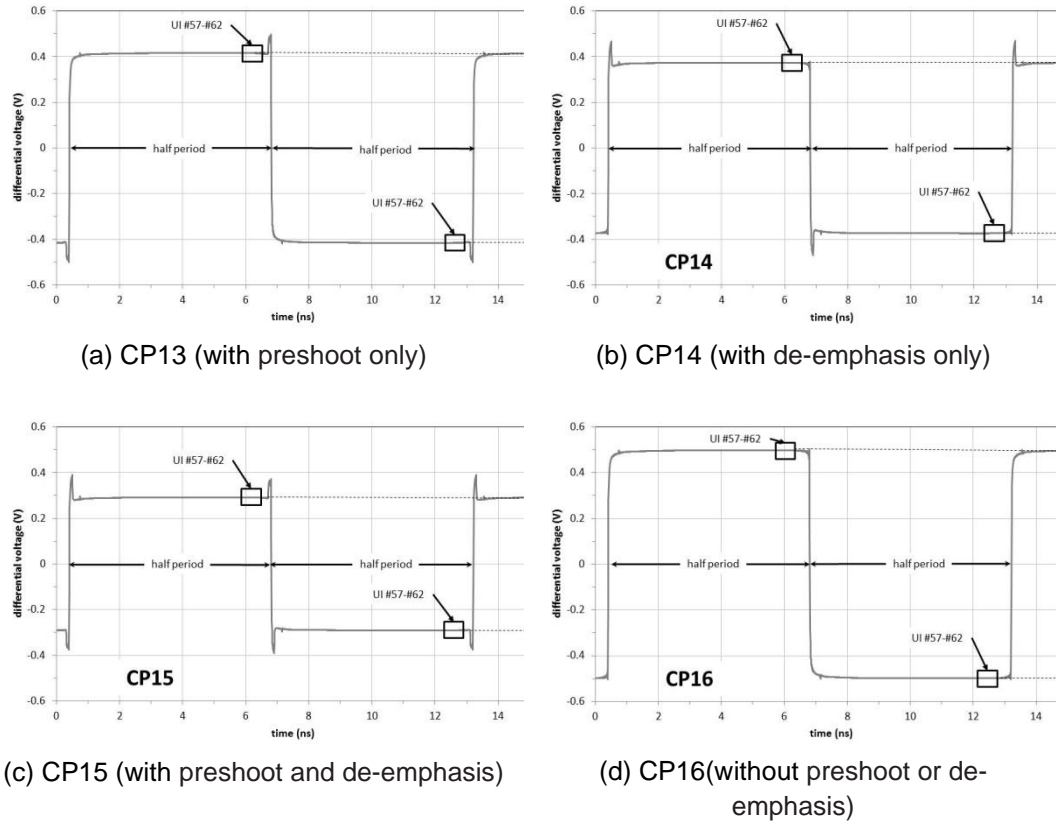 0.6
UI #57-#62
0.4
0.2
half period
half period
0
differential voltage (V)
UI #57-#62
-0.2
-0.4
-0.6
0 2 4 6 8 10 12 14
time (ns)
(a) CP13 (with preshoot only)
0.6
UI #57-#62
0.4
0.2
half period
half period
0
differential voltage (V)
UI #57-#62
-0.2
-0.4
CP14
-0.6
0 2 4 6 8 10 12 14
time (ns)
(b) CP14 (with de-emphasis only)
0.6
UI #57-#62
0.4
0.2
half period
half period
0
differential voltage (V)
UI #57-#62
-0.2
-0.4
CP15
-0.6
0 2 4 6 8 10 12 14
time (ns)
(c) CP15 (with preshoot and de-emphasis)
0.6
UI #57-#62
0.4
0.2
half period
half period
0
differential voltage (V)
-0.2
UI #57-#62
-0.4
CP16
-0.6
0 2 4 6 8 10 12 14
time (ns)
(d) CP16(without preshoot or de-
emphasis)